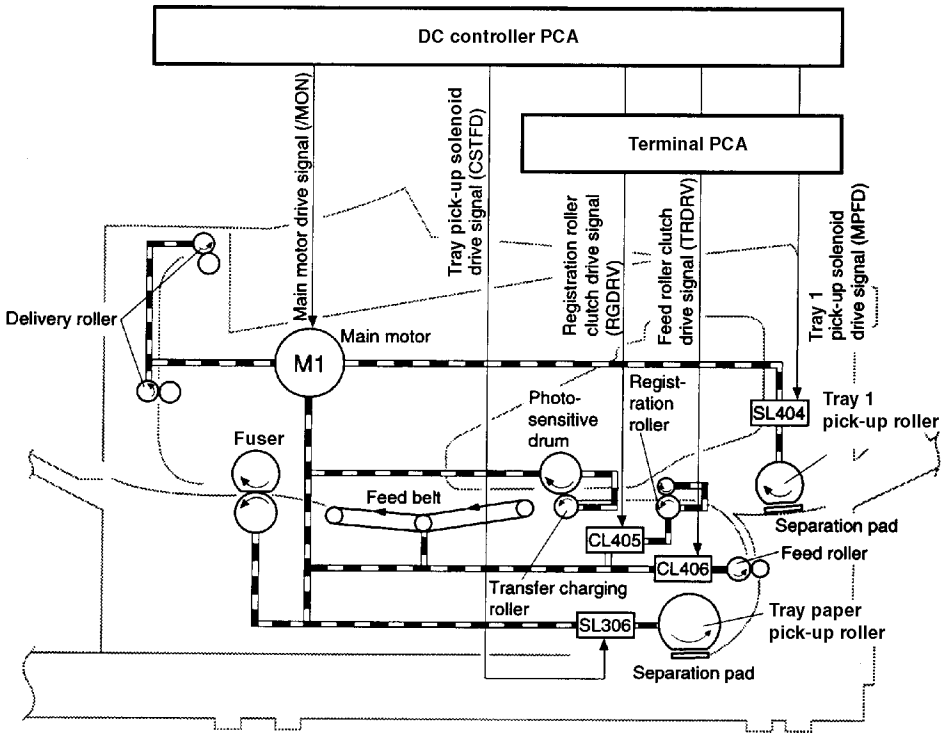 DC controller PCA
Terminal PCA
Main motor drive signal (/MON)
Tray pick-up solenoid
drive signal (CSTFD)
Registration roller
clutch drive signal
(RGDRV)
Feed roller clutch
drive signal (TRDRV)
Tray 1
pick-up solenoid
drive signal (MPFD)
Delivery roller
Main motor
M1
Photo-
sensitive
drum
Regist-
ration
roller
SL404
Tray 1
pick-up roller
Fuser
Feed belt
Separation pad
CL405
Feed roller
CL406
Transfer charging
roller
Tray paper
pick-up roller
SL306
Separation pad